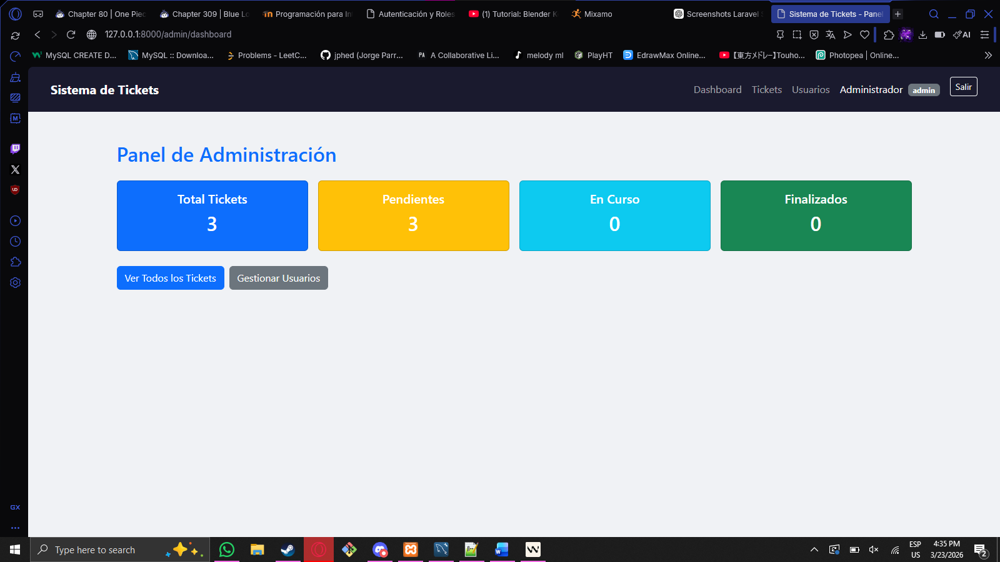 Chapter 80 | One Piec
Chapter 309 | Blue Lo
Programación para In
Autenticación y Roles
(1) Tutorial: Blender K
Mixamo
Screenshots Laravel
Sistema de Tickets - Panel
127.0.0.1:8000/admin/dashboard
AI
MySQL CREATE D...
MySQL :: Downloa...
Problems - LeetC...
jphed (Jorge Parr...
PA
A Collaborative Li...
melody ml
PlayHT
EdrawMax Online...
【東方メドレー】Touho...
Photopea | Online...
Sistema de Tickets
Dashboard
Tickets
Usuarios
Administrador
admin
Salir
Panel de Administración
Total Tickets
3
Pendientes
3
En Curso
0
Finalizados
0
Ver Todos los Tickets
Gestionar Usuarios
GX
Type here to search
ESP
US
4:35 PM
3/23/2026
2